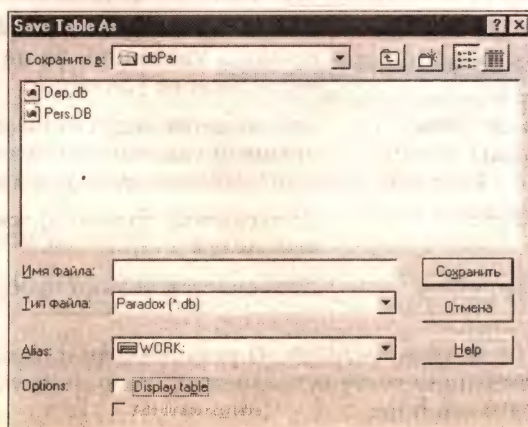 Save Table As
Сохранить в: dbPar
Dep.db
Pers.DB
Имя файла: Сохранить
Тип файла: Paradox (*.db) Отмена
Alias: WORK: Help
Options: Display table